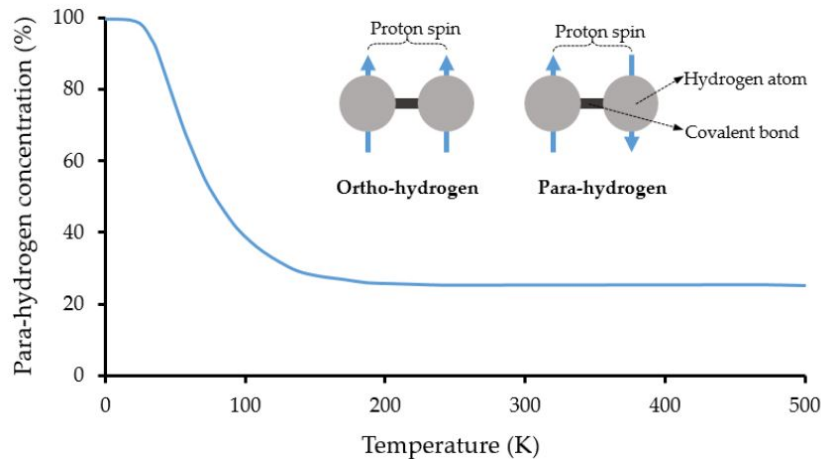 Para-hydrogen concentration (%)
100
80
60
40
20
0
0
100
200
300
400
500
Temperature (K)
Proton spin
Proton spin
Hydrogen atom
Covalent bond
Ortho-hydrogen
Para-hydrogen